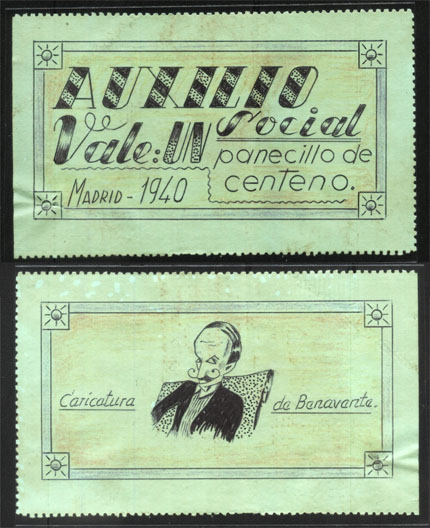 AUXILIO
Social
Vale: Un
panecillo de
centeno.
MADRID - 1940
Caricatura de Benavente.